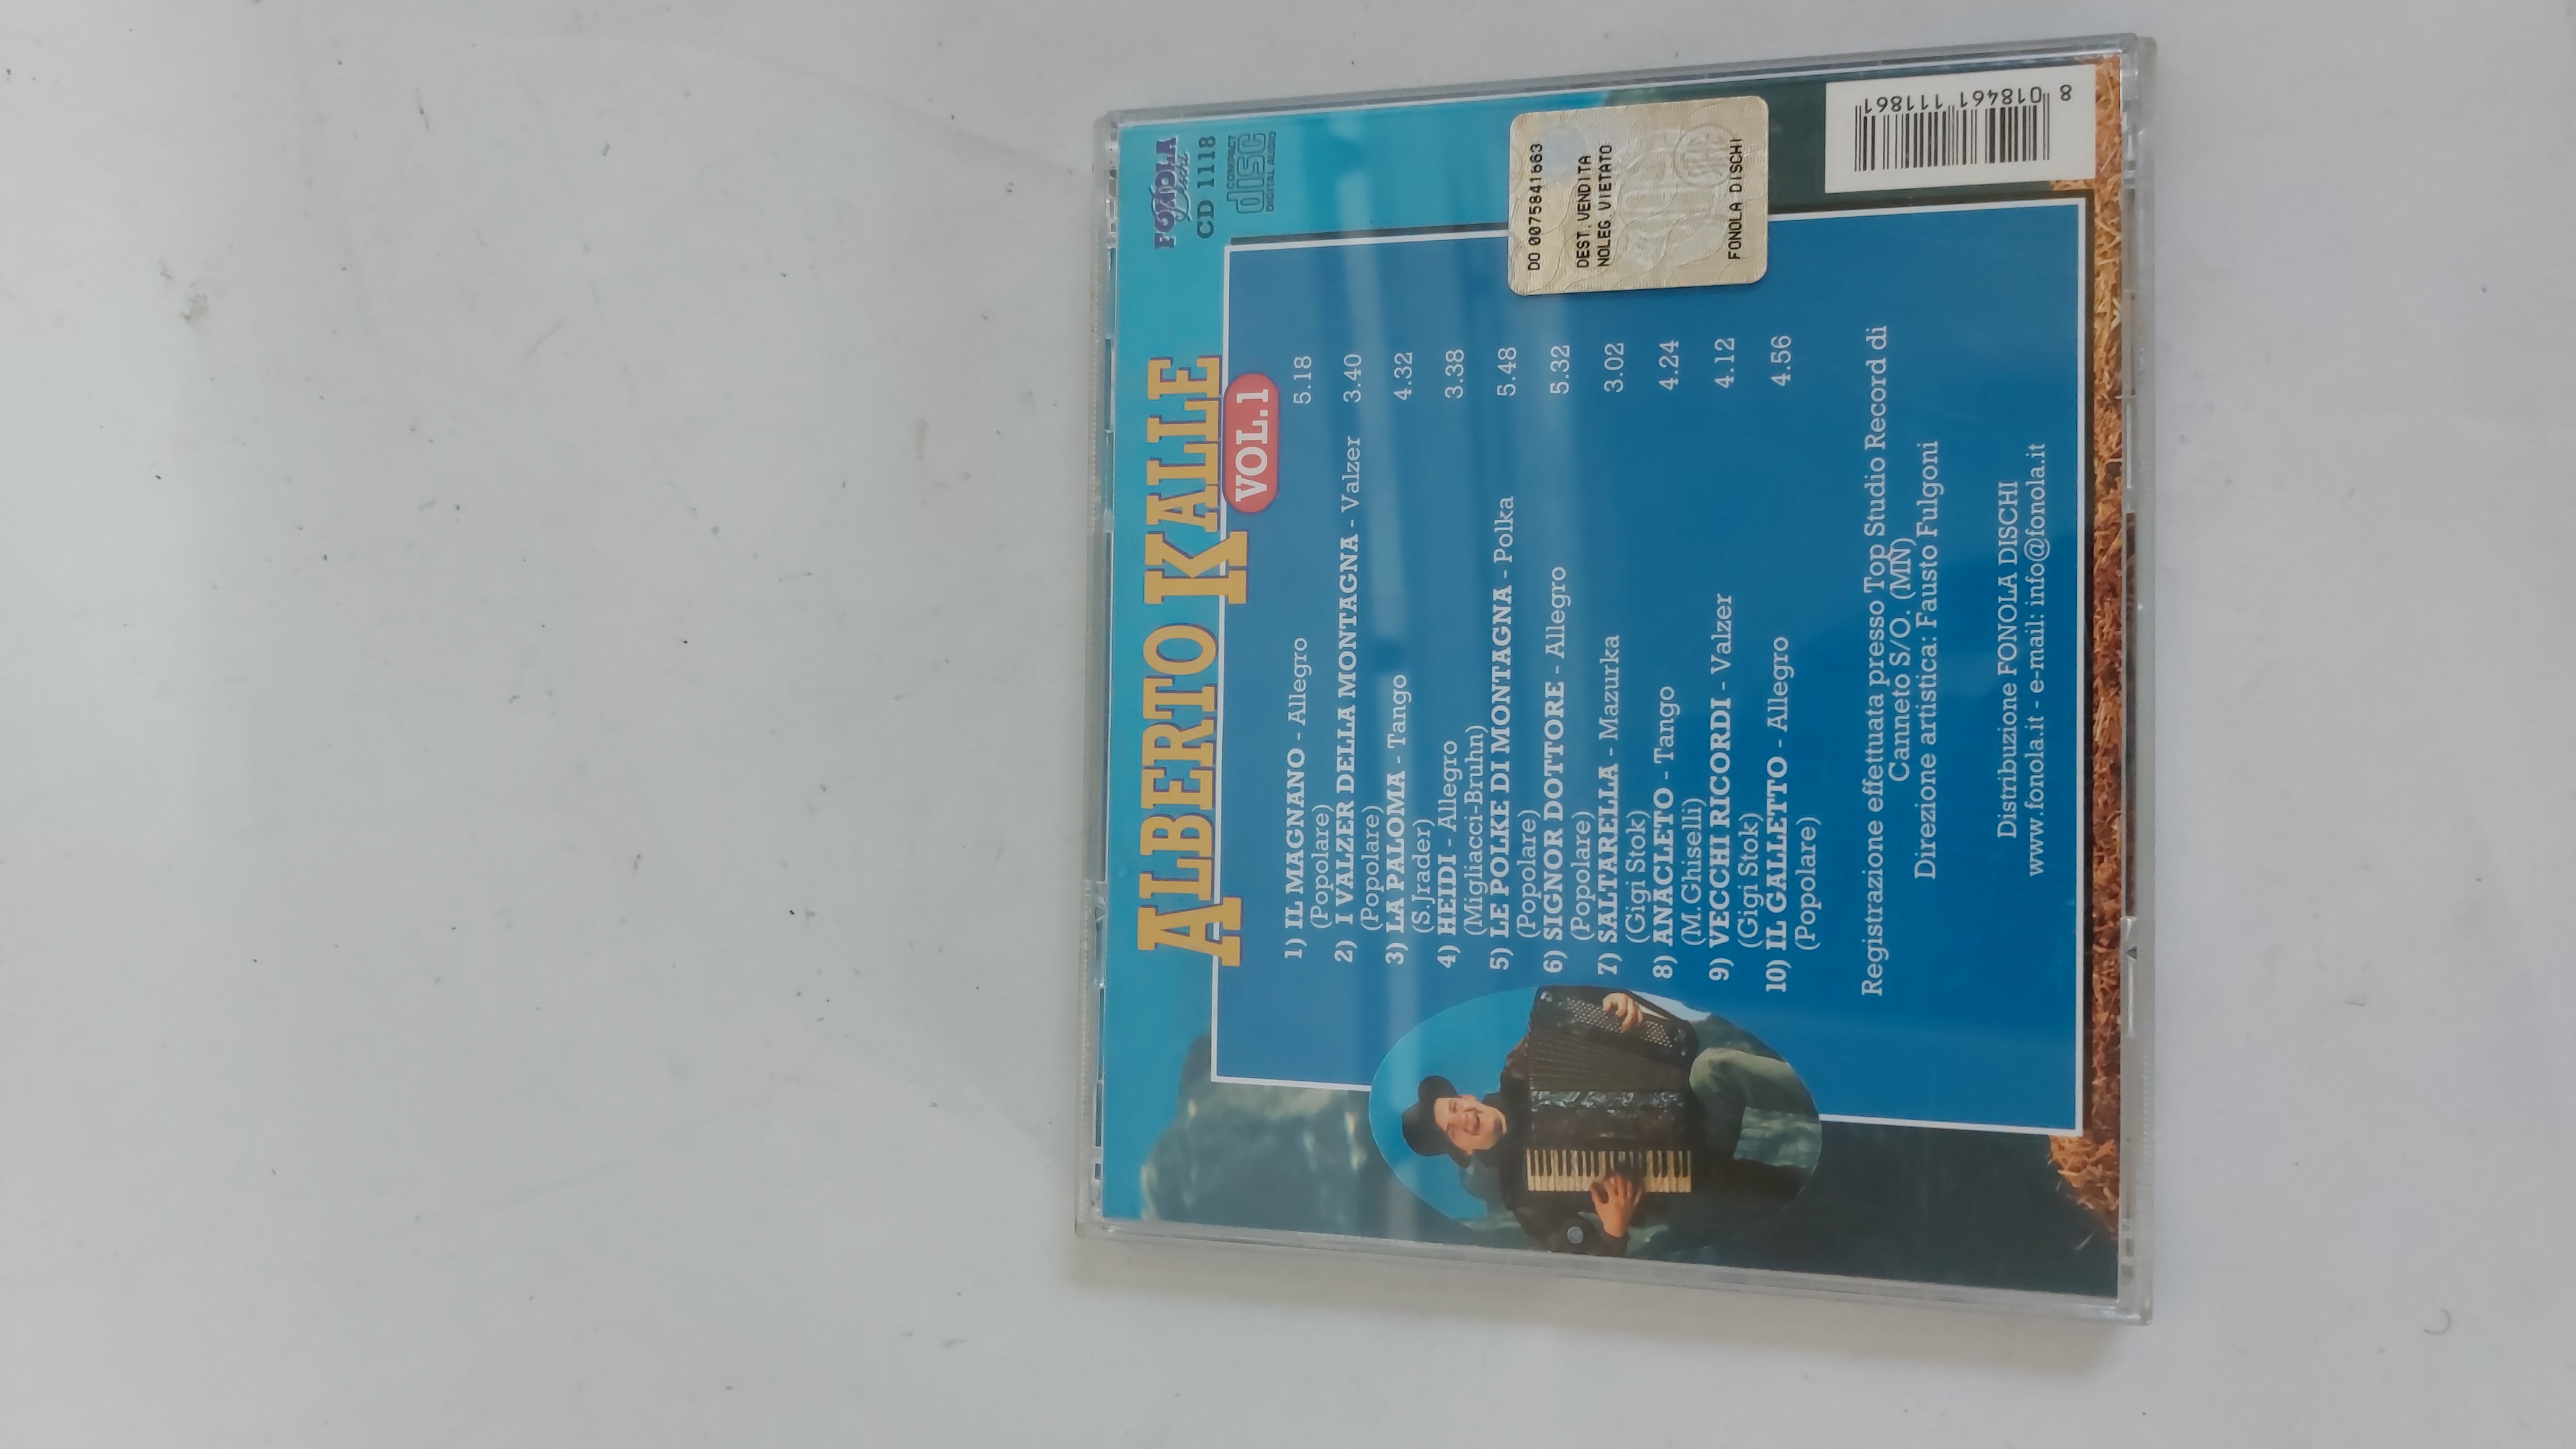 FONOLA
Dischi
CD 1118
COMPACT
disc
DIGITAL AUDIO
ALBERTO KALLE
VOL.1
1) IL MAGNANO - Allegro 5.18
(Popolare)
2) I VALZER DELLA MONTAGNA - Valzer 3.40
(Popolare)
3) LA PALOMA - Tango 4.32
(S.Jrader)
4) HEIDI - Allegro 3.38
(Migliacci-Bruhn)
5) LE POLKE DI MONTAGNA - Polka 5.48
(Popolare)
6) SIGNOR DOTTORE - Allegro 5.32
(Popolare)
7) SALTARELLA - Mazurka 3.02
(Gigi Stok)
8) ANACLETO - Tango 4.24
(M.Ghiselli)
9) VECCHI RICORDI - Valzer 4.12
(Gigi Stok)
10) IL GALLETTO - Allegro 4.56
(Popolare)
Registrazione effettuata presso Top Studio Record di
Canneto S/O. (MN)
Direzione artistica: Fausto Fulgoni
Distribuzione FONOLA DISCHI
www.fonola.it - e-mail: info@fonola.it
DO 0075841663
DEST.VENDITA
NOLEG.VIETATO
FONOLA DISCHI
8 018461 111861